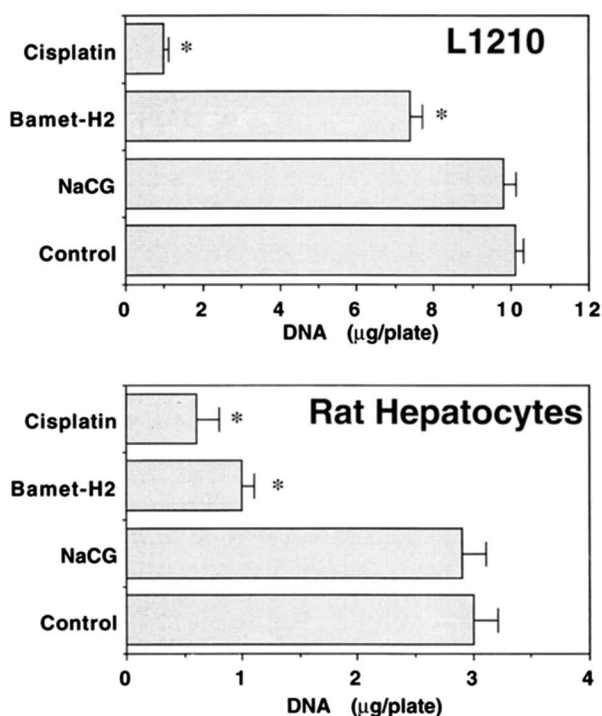 L1210
Cisplatin *
Bamet-H2 *
NaCG
Control
0 2 4 6 8 10 12
DNA (μg/plate)
Rat Hepatocytes
Cisplatin *
Bamet-H2 *
NaCG
Control
0 1 2 3 4
DNA (μg/plate)